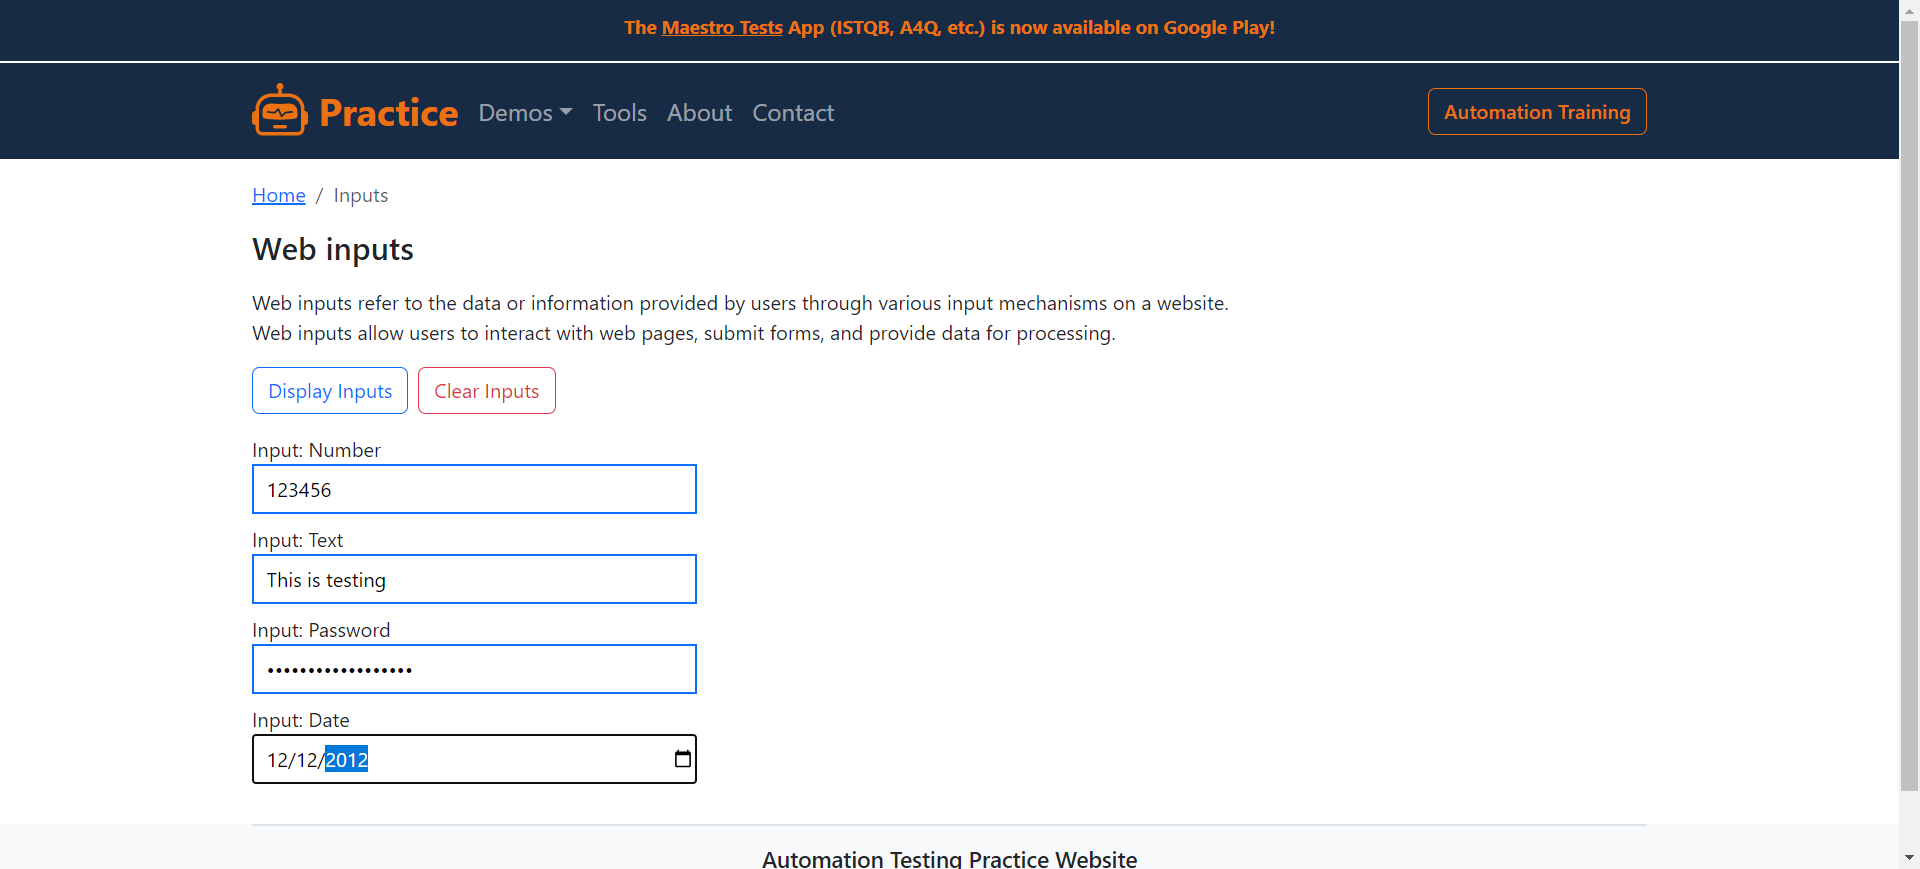 The Maestro Tests App (ISTQB, A4Q, etc.) is now available on Google Play!
Practice Demos Tools About Contact Automation Training
Home / Inputs
Web inputs
Web inputs refer to the data or information provided by users through various input mechanisms on a website.
Web inputs allow users to interact with web pages, submit forms, and provide data for processing.
Display Inputs Clear Inputs
Input: Number
123456
Input: Text
This is testing
Input: Password
••••••••••••••••••
Input: Date
12/12/2012
Automation Testing Practice Website